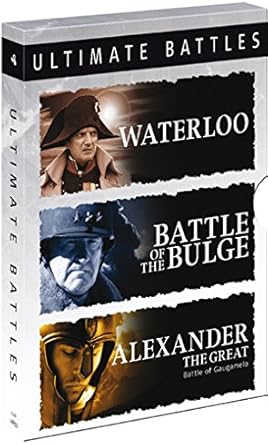 ULTIMATE BATTLES
WATERLOO
BATTLE
OF THE BULGE
ALEXANDER
THE GREAT
Battle of Gaugamela
ULTIMATE BATTLES